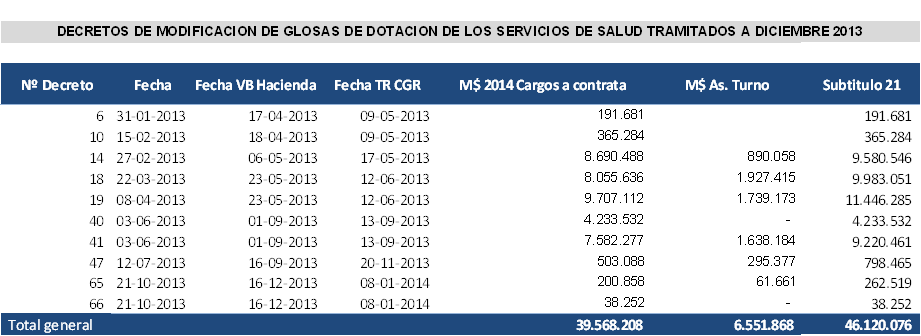 DECRETOS DE MODIFICACION DE GLOSAS DE DOTACION DE LOS SERVICIOS DE SALUD TRAMITADOS A DICIEMBRE 2013
Nº Decreto Fecha Fecha VB Hacienda Fecha TR CGR M$ 2014 Cargos a contrata M$ As. Turno Subtitulo 21
6 31-01-2013 17-04-2013 09-05-2013 191.681 191.681
10 15-02-2013 18-04-2013 09-05-2013 365.284 365.284
14 27-02-2013 06-05-2013 17-05-2013 8.690.488 890.058 9.580.546
18 22-03-2013 23-05-2013 12-06-2013 8.055.636 1.927.415 9.983.051
19 08-04-2013 23-05-2013 12-06-2013 9.707.112 1.739.173 11.446.285
40 03-06-2013 01-09-2013 13-09-2013 4.233.532 - 4.233.532
41 03-06-2013 01-09-2013 13-09-2013 7.582.277 1.638.184 9.220.461
47 12-07-2013 16-09-2013 20-11-2013 503.088 295.377 798.465
65 21-10-2013 16-12-2013 08-01-2014 200.858 61.661 262.519
66 21-10-2013 16-12-2013 08-01-2014 38.252 - 38.252
Total general 39.568.208 6.551.868 46.120.076